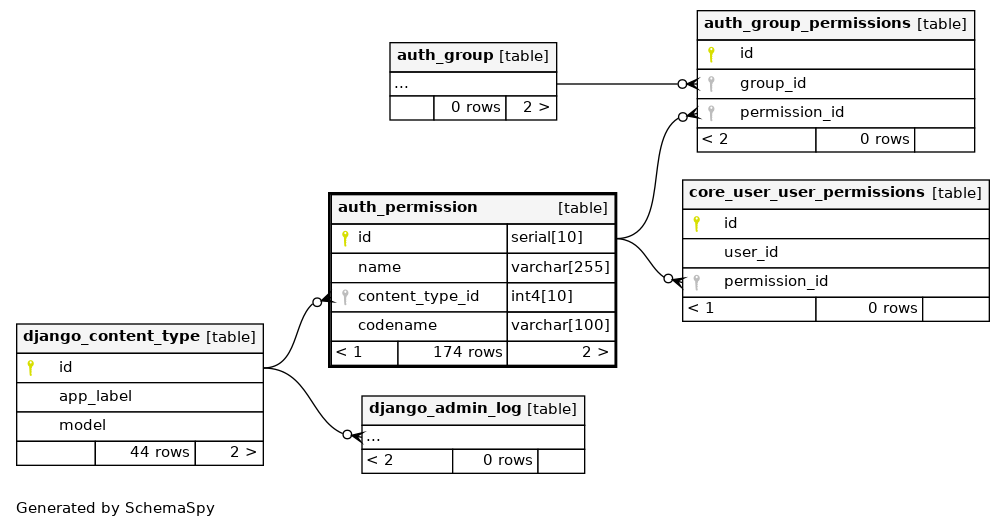 auth_group [table]
...
0 rows 2 >
auth_group_permissions [table]
id
group_id
permission_id
< 2 0 rows
auth_permission [table]
id serial[10]
name varchar[255]
content_type_id int4[10]
codename varchar[100]
< 1 174 rows 2 >
core_user_user_permissions [table]
id
user_id
permission_id
< 1 0 rows
django_content_type [table]
id
app_label
model
44 rows 2 >
django_admin_log [table]
...
< 2 0 rows
Generated by SchemaSpy